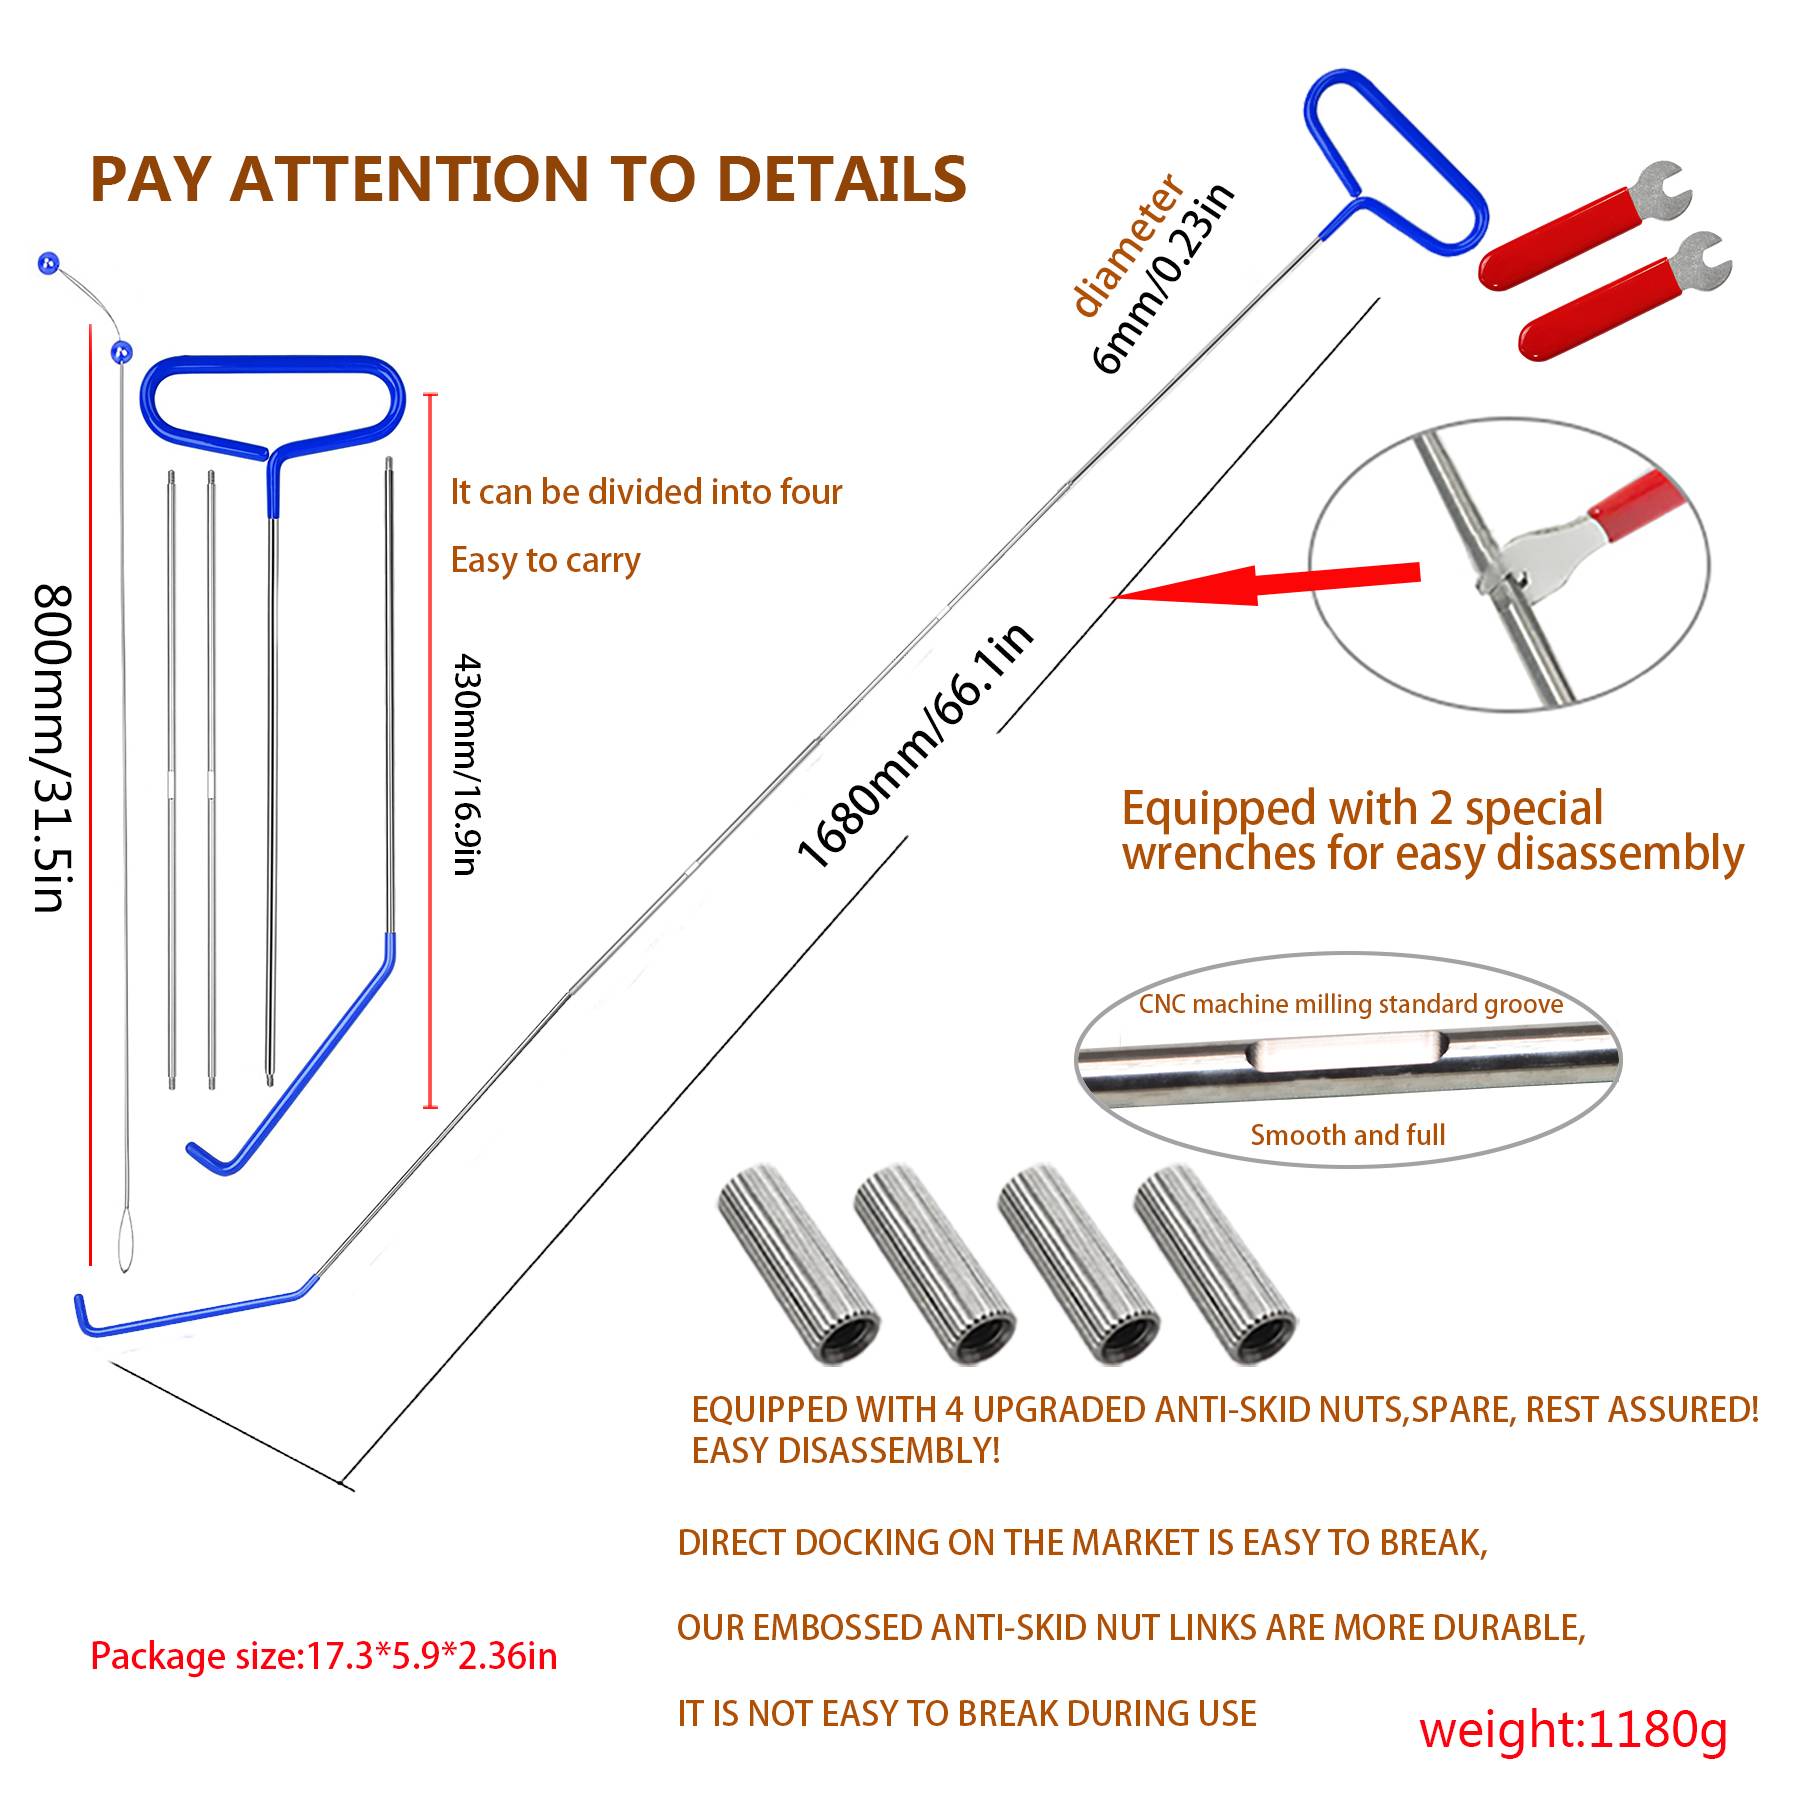 PAY ATTENTION TO DETAILS
diameter
6mm/0.23in
It can be divided into four
Easy to carry
800mm/31.5in
430mm/16.9in
1680mm/66.1in
Equipped with 2 special
wrenches for easy disassembly
CNC machine milling standard groove
Smooth and full
EQUIPPED WITH 4 UPGRADED ANTI-SKID NUTS,SPARE, REST ASSURED!
EASY DISASSEMBLY!
DIRECT DOCKING ON THE MARKET IS EASY TO BREAK,
OUR EMBOSSED ANTI-SKID NUT LINKS ARE MORE DURABLE,
IT IS NOT EASY TO BREAK DURING USE
Package size:17.3*5.9*2.36in
weight:1180g